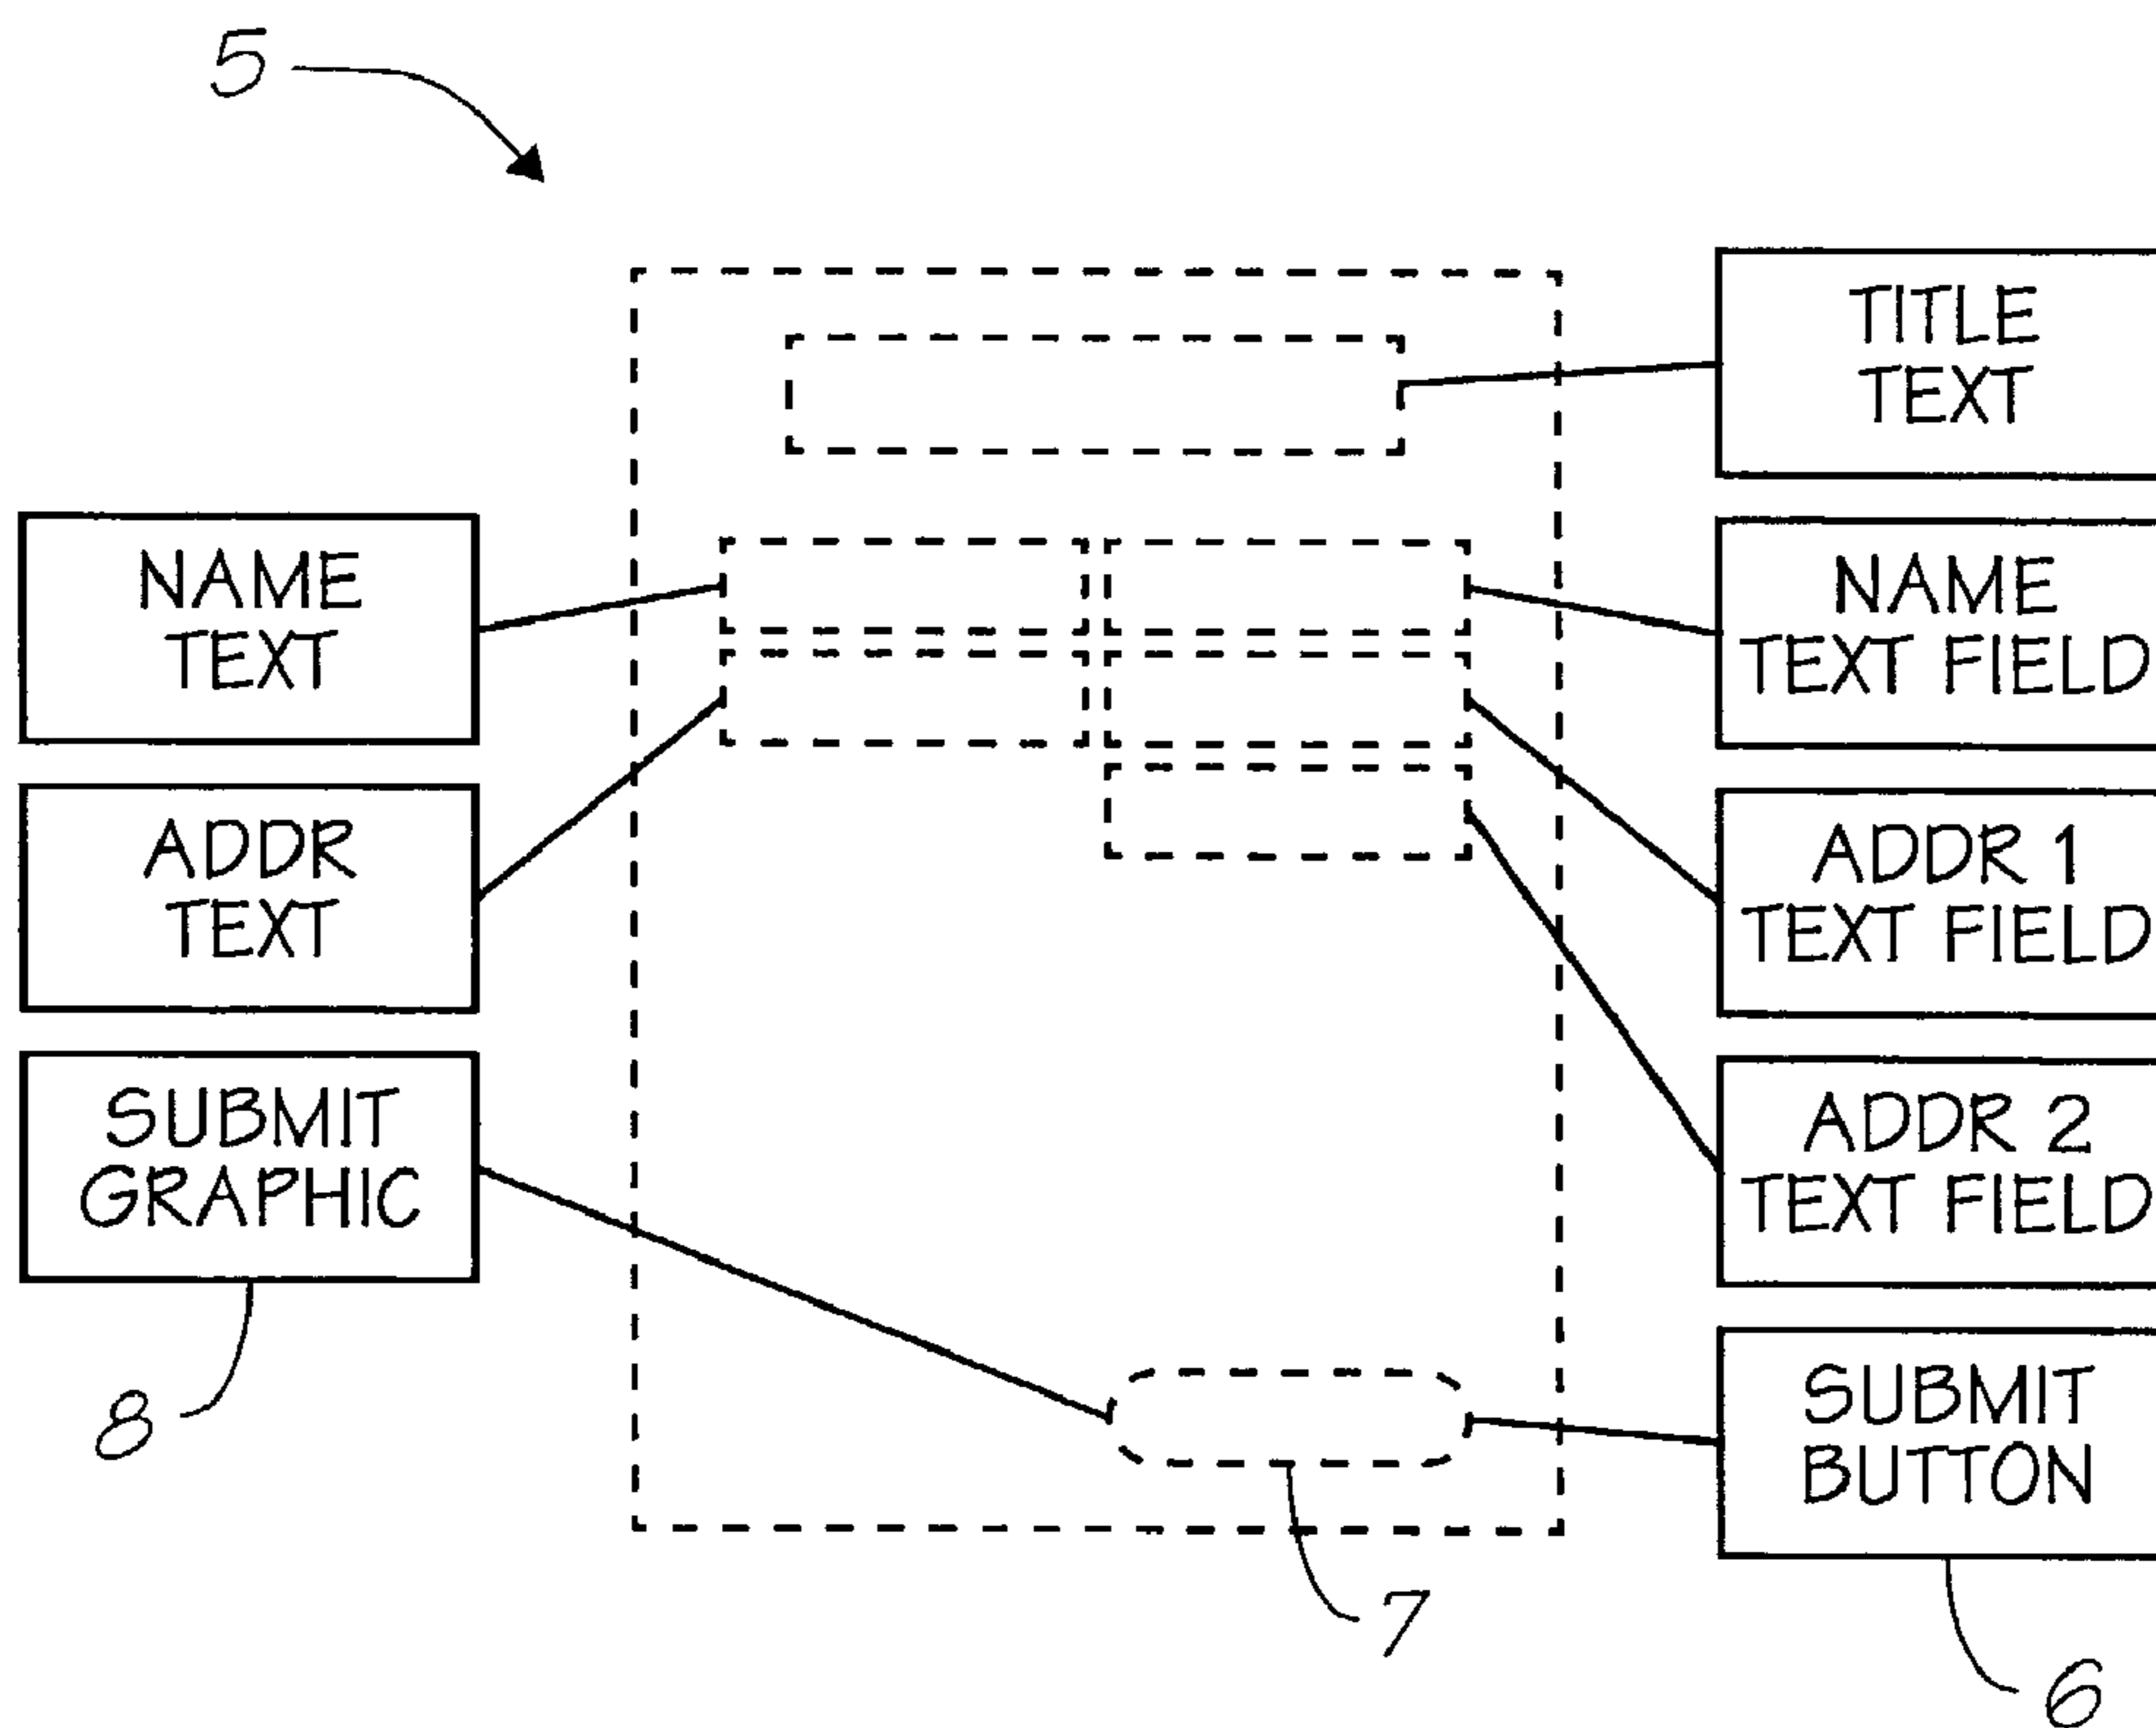 5
TITLE
TEXT
NAME
TEXT
NAME
TEXT FIELD
ADDR
TEXT
ADDR 1
TEXT FIELD
SUBMIT
GRAPHIC
ADDR 2
TEXT FIELD
8
SUBMIT
BUTTON
7
6